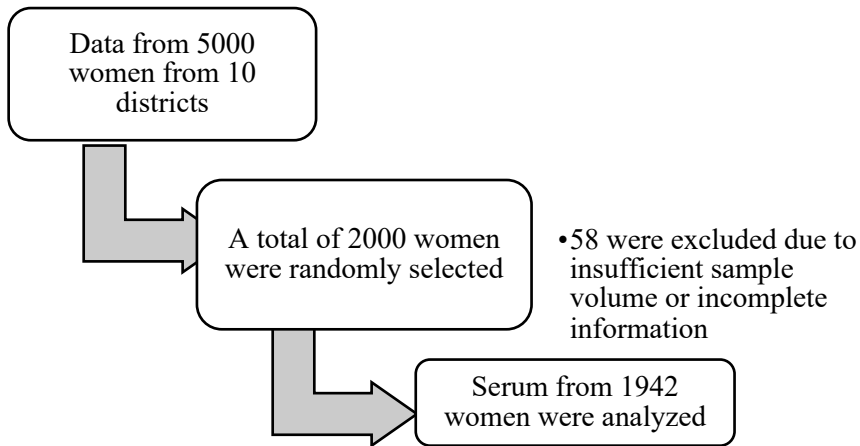 Data from 5000
women from 10
districts
A total of 2000 women
were randomly selected
•58 were excluded due to
insufficient sample
volume or incomplete
information
Serum from 1942
women were analyzed